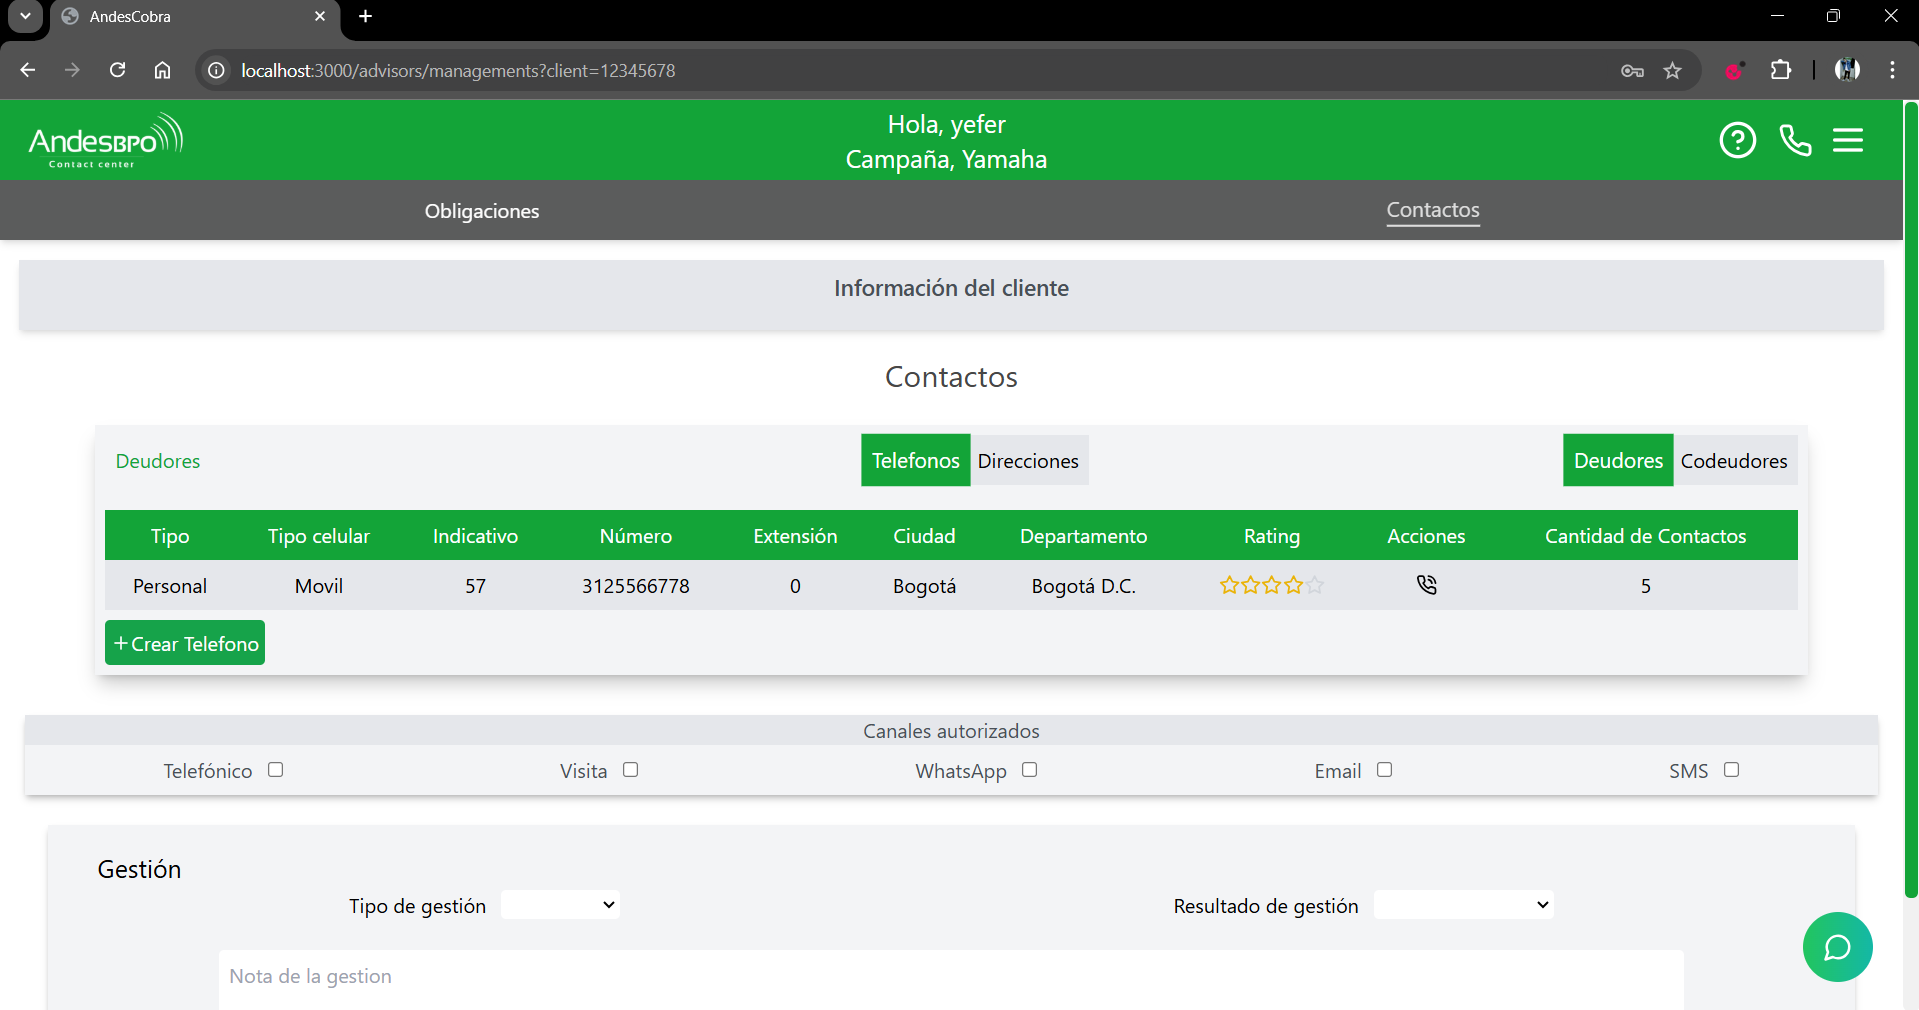 AndesCobra
localhost:3000/advisors/managements?client=12345678
AndesBPO
Contact center
Hola, yefer
Campaña, Yamaha
Obligaciones
Contactos
Información del cliente
Contactos
Deudores
Telefonos Direcciones
Deudores Codeudores
Tipo Tipo celular Indicativo Número Extensión Ciudad Departamento Rating Acciones Cantidad de Contactos
Personal Movil 57 3125566778 0 Bogotá Bogotá D.C. 5
+ Crear Telefono
Canales autorizados
Telefónico Visita WhatsApp Email SMS
Gestión
Tipo de gestión Resultado de gestión
Nota de la gestion